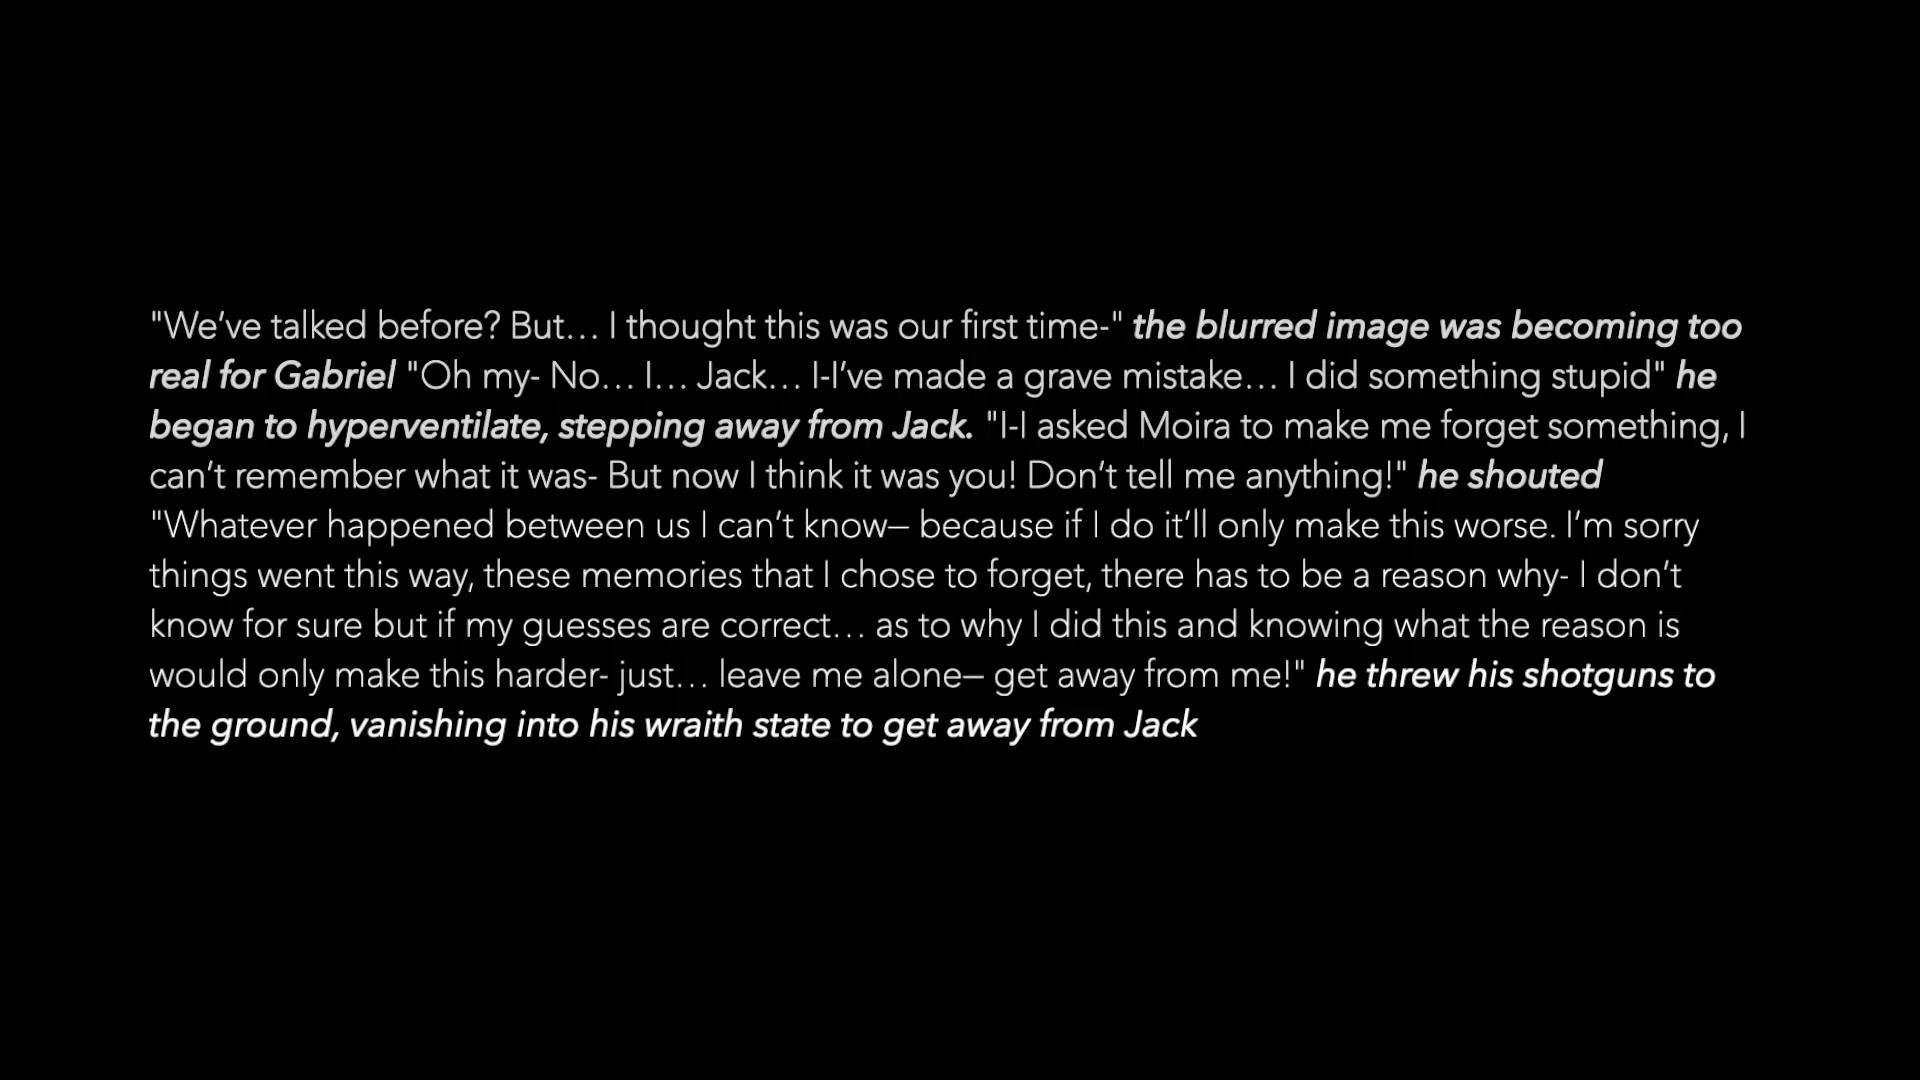 "We’ve talked before? But… I thought this was our first time-" the blurred image was becoming too
real for Gabriel "Oh my- No… I… Jack… I-I’ve made a grave mistake… I did something stupid" he
began to hyperventilate, stepping away from Jack. "I-I asked Moira to make me forget something, I
can’t remember what it was- But now I think it was you! Don’t tell me anything!" he shouted
"Whatever happened between us I can’t know— because if I do it’ll only make this worse. I’m sorry
things went this way, these memories that I chose to forget, there has to be a reason why- I don’t
know for sure but if my guesses are correct… as to why I did this and knowing what the reason is
would only make this harder- just… leave me alone— get away from me!" he threw his shotguns to
the ground, vanishing into his wraith state to get away from Jack